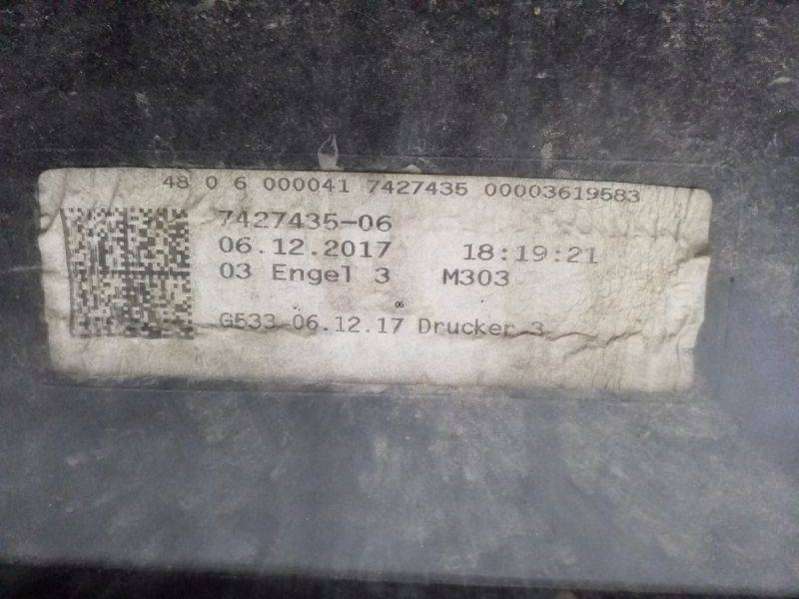 48 0 6 000041 7427435 00003619583
7427435-06
06.12.2017 18:19:21
03 Engel 3 M303
06
G533 06.12.17 Drucker 3